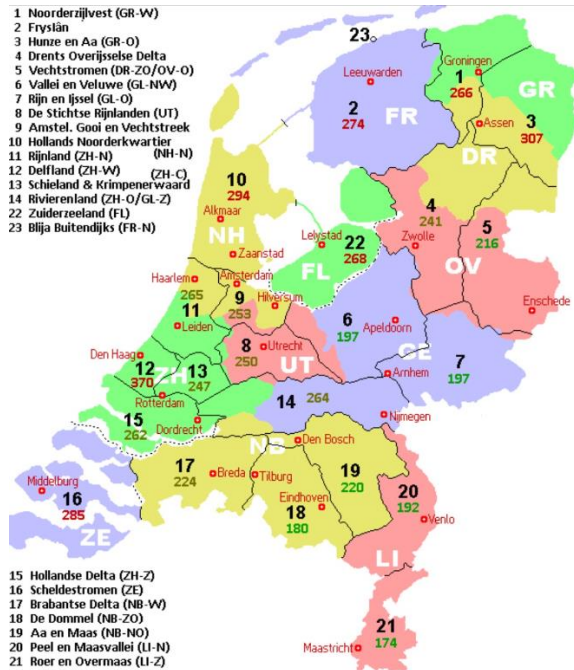 1 Noorderzijlvest (GR-W)
2 Fryslân
3 Hunze en Aa (GR-O)
4 Drents Overijsselse Delta
5 Vechtstromen (DR-ZO/OV-O)
6 Vallei en Veluwe (GL-NW)
7 Rijn en Ijssel (GL-O)
8 De Stichtse Rijnlanden (UT)
9 Amstel. Gooi en Vechtstreek
10 Hollands Noorderkwartier
11 Rijnland (ZH-N) (NH-N)
12 Delfland (ZH-W) (ZH-C)
13 Schieland & Krimpenerwaard
14 Rivierenland (ZH-O/GL-Z)
22 Zuiderzeeland (FL)
23 Blija Buitendijks (FR-N)
23
Groningen
1
266
GR
Leeuwarden
2
274
FR
Assen
3
307
DR
10
294
Alkmaar
NH
Zaanstad
4
241
Zwolle
5
216
OV
Lelystad
22
268
FL
Enschede
Haarlem
265
Amsterdam
9
253
Hilversum
11
Leiden
6
197
Apeldoorn
GE
8
250
Utrecht
UT
7
197
Den Haag
12
370
ZH
13
247
Arnhem
Rotterdam
14
264
Nijmegen
15
262
Dordrecht
NB
Den Bosch
17
224
Breda
Tilburg
19
220
Middelburg
16
285
ZE
Eindhoven
18
180
20
192
Venlo
LI
21
174
Maastricht
15 Hollandse Delta (ZH-Z)
16 Scheldestromen (ZE)
17 Brabantse Delta (NB-W)
18 De Dommel (NB-ZO)
19 Aa en Maas (NB-NO)
20 Peel en Maasvallei (LI-N)
21 Roer en Overmaas (LI-Z)